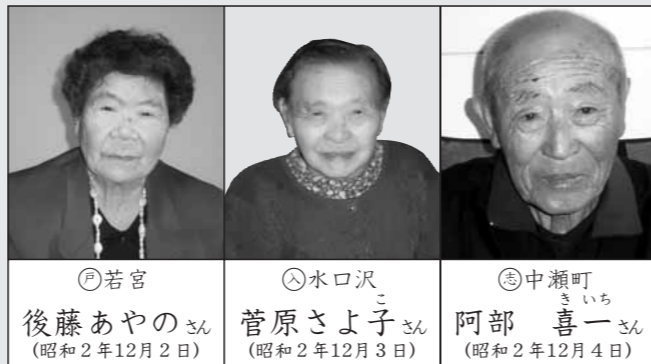 ㋣若宮
後藤あやのさん
(昭和2年12月2日)
㋑水口沢
菅原さよ子さん
こ
(昭和2年12月3日)
㊃中瀬町
阿部 喜一さん
き いち
(昭和2年12月4日)